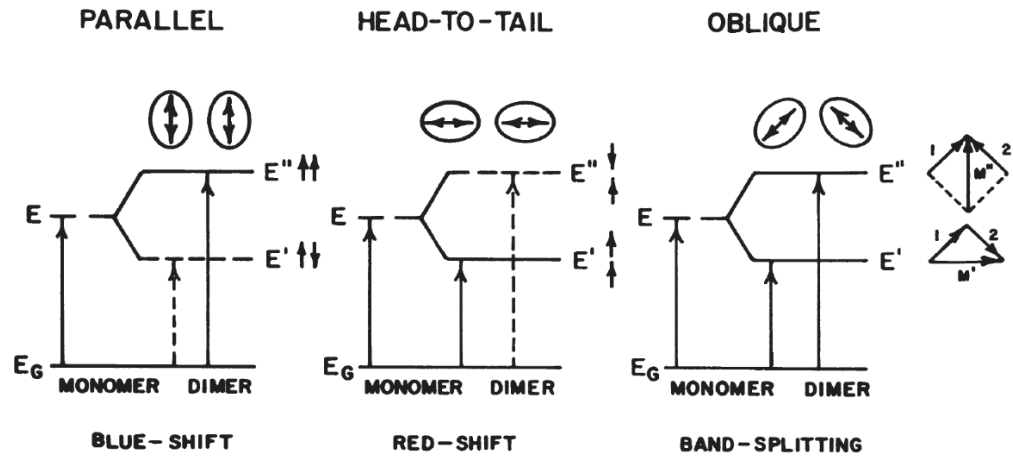 PARALLEL
HEAD-TO-TAIL
OBLIQUE
E"
E
E'
E_G
MONOMER DIMER
BLUE-SHIFT
E"
E
E'
E_G
MONOMER DIMER
RED-SHIFT
E"
E
E'
E_G
MONOMER DIMER
BAND-SPLITTING
1 2
M"
1 2
M'